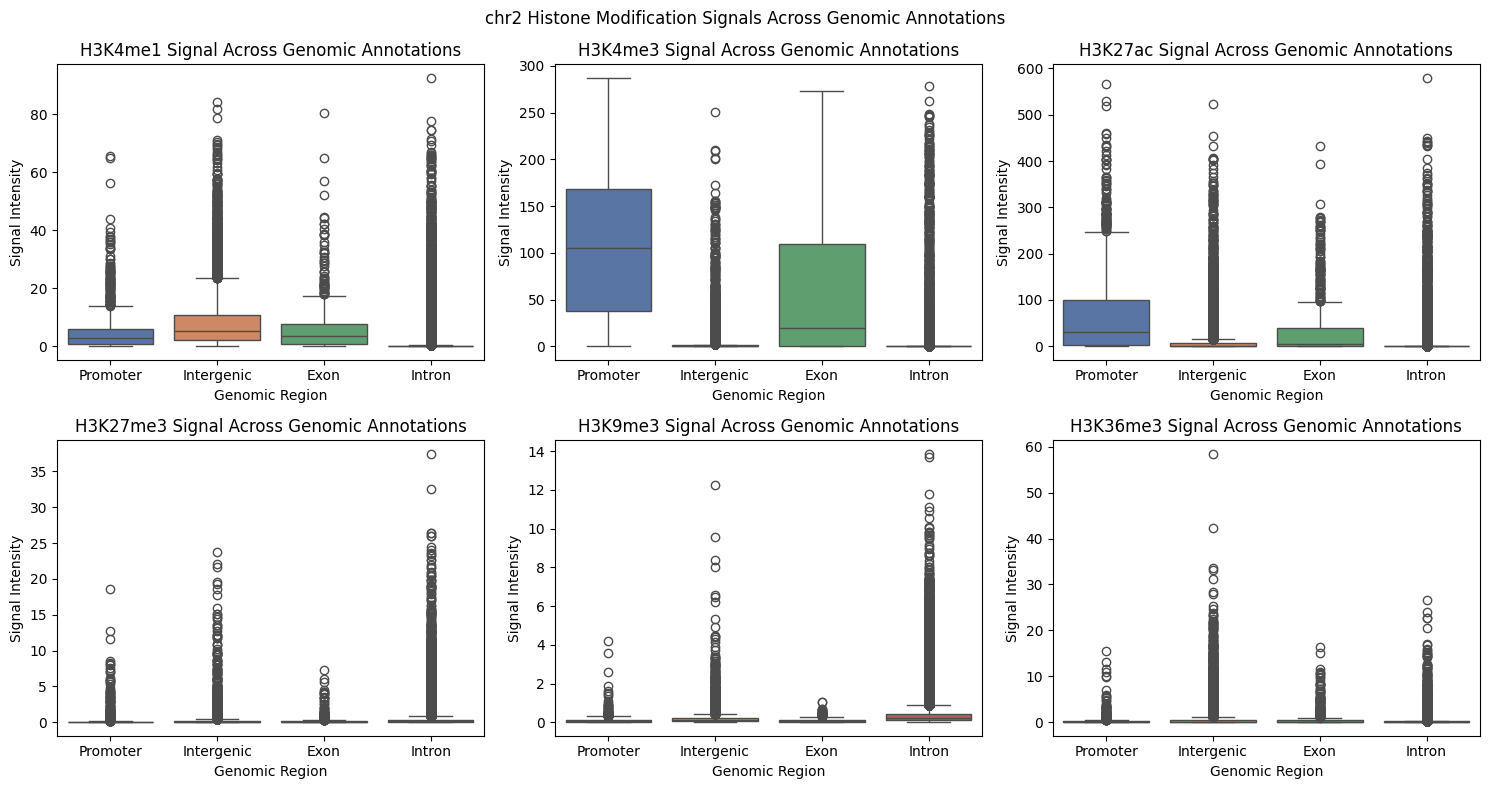 chr2 Histone Modification Signals Across Genomic Annotations
H3K4me1 Signal Across Genomic Annotations
Signal Intensity
80
60
40
20
0
Promoter Intergenic Exon Intron
Genomic Region
H3K4me3 Signal Across Genomic Annotations
Signal Intensity
300
250
200
150
100
50
0
Promoter Intergenic Exon Intron
Genomic Region
H3K27ac Signal Across Genomic Annotations
Signal Intensity
600
500
400
300
200
100
0
Promoter Intergenic Exon Intron
Genomic Region
H3K27me3 Signal Across Genomic Annotations
Signal Intensity
35
30
25
20
15
10
5
0
Promoter Intergenic Exon Intron
Genomic Region
H3K9me3 Signal Across Genomic Annotations
Signal Intensity
14
12
10
8
6
4
2
0
Promoter Intergenic Exon Intron
Genomic Region
H3K36me3 Signal Across Genomic Annotations
Signal Intensity
60
50
40
30
20
10
0
Promoter Intergenic Exon Intron
Genomic Region